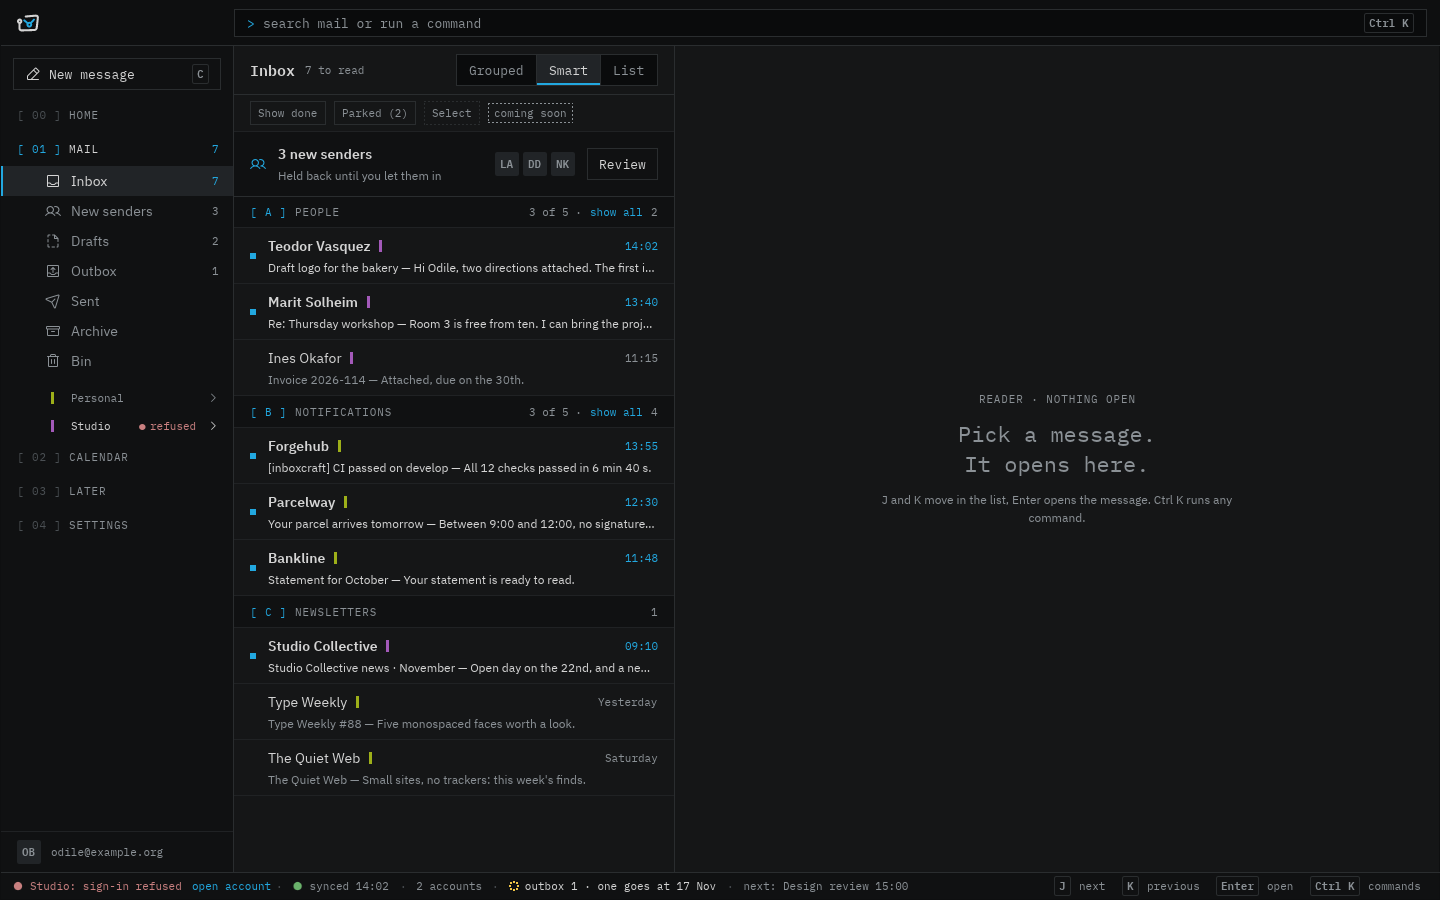 > search mail or run a command Ctrl K
New message C
[ 00 ] HOME
[ 01 ] MAIL 7
Inbox 7
New senders 3
Drafts 2
Outbox 1
Sent
Archive
Bin
Personal
Studio refused
[ 02 ] CALENDAR
[ 03 ] LATER
[ 04 ] SETTINGS
OB odile@example.org
Inbox 7 to read Grouped Smart List
Show done Parked (2) Select coming soon
3 new senders
Held back until you let them in
LA DD NK Review
[ A ] PEOPLE 3 of 5 · show all 2
Teodor Vasquez 14:02
Draft logo for the bakery — Hi Odile, two directions attached. The first i…
Marit Solheim 13:40
Re: Thursday workshop — Room 3 is free from ten. I can bring the proj…
Ines Okafor 11:15
Invoice 2026-114 — Attached, due on the 30th.
[ B ] NOTIFICATIONS 3 of 5 · show all 4
Forgehub 13:55
[inboxcraft] CI passed on develop — All 12 checks passed in 6 min 40 s.
Parcelway 12:30
Your parcel arrives tomorrow — Between 9:00 and 12:00, no signature…
Bankline 11:48
Statement for October — Your statement is ready to read.
[ C ] NEWSLETTERS 1
Studio Collective 09:10
Studio Collective news · November — Open day on the 22nd, and a ne…
Type Weekly Yesterday
Type Weekly #88 — Five monospaced faces worth a look.
The Quiet Web Saturday
The Quiet Web — Small sites, no trackers: this week's finds.
READER · NOTHING OPEN
Pick a message.
It opens here.
J and K move in the list, Enter opens the message. Ctrl K runs any
command.
Studio: sign-in refused open account · synced 14:02 · 2 accounts · outbox 1 · one goes at 17 Nov · next: Design review 15:00 J next K previous Enter open Ctrl K commands